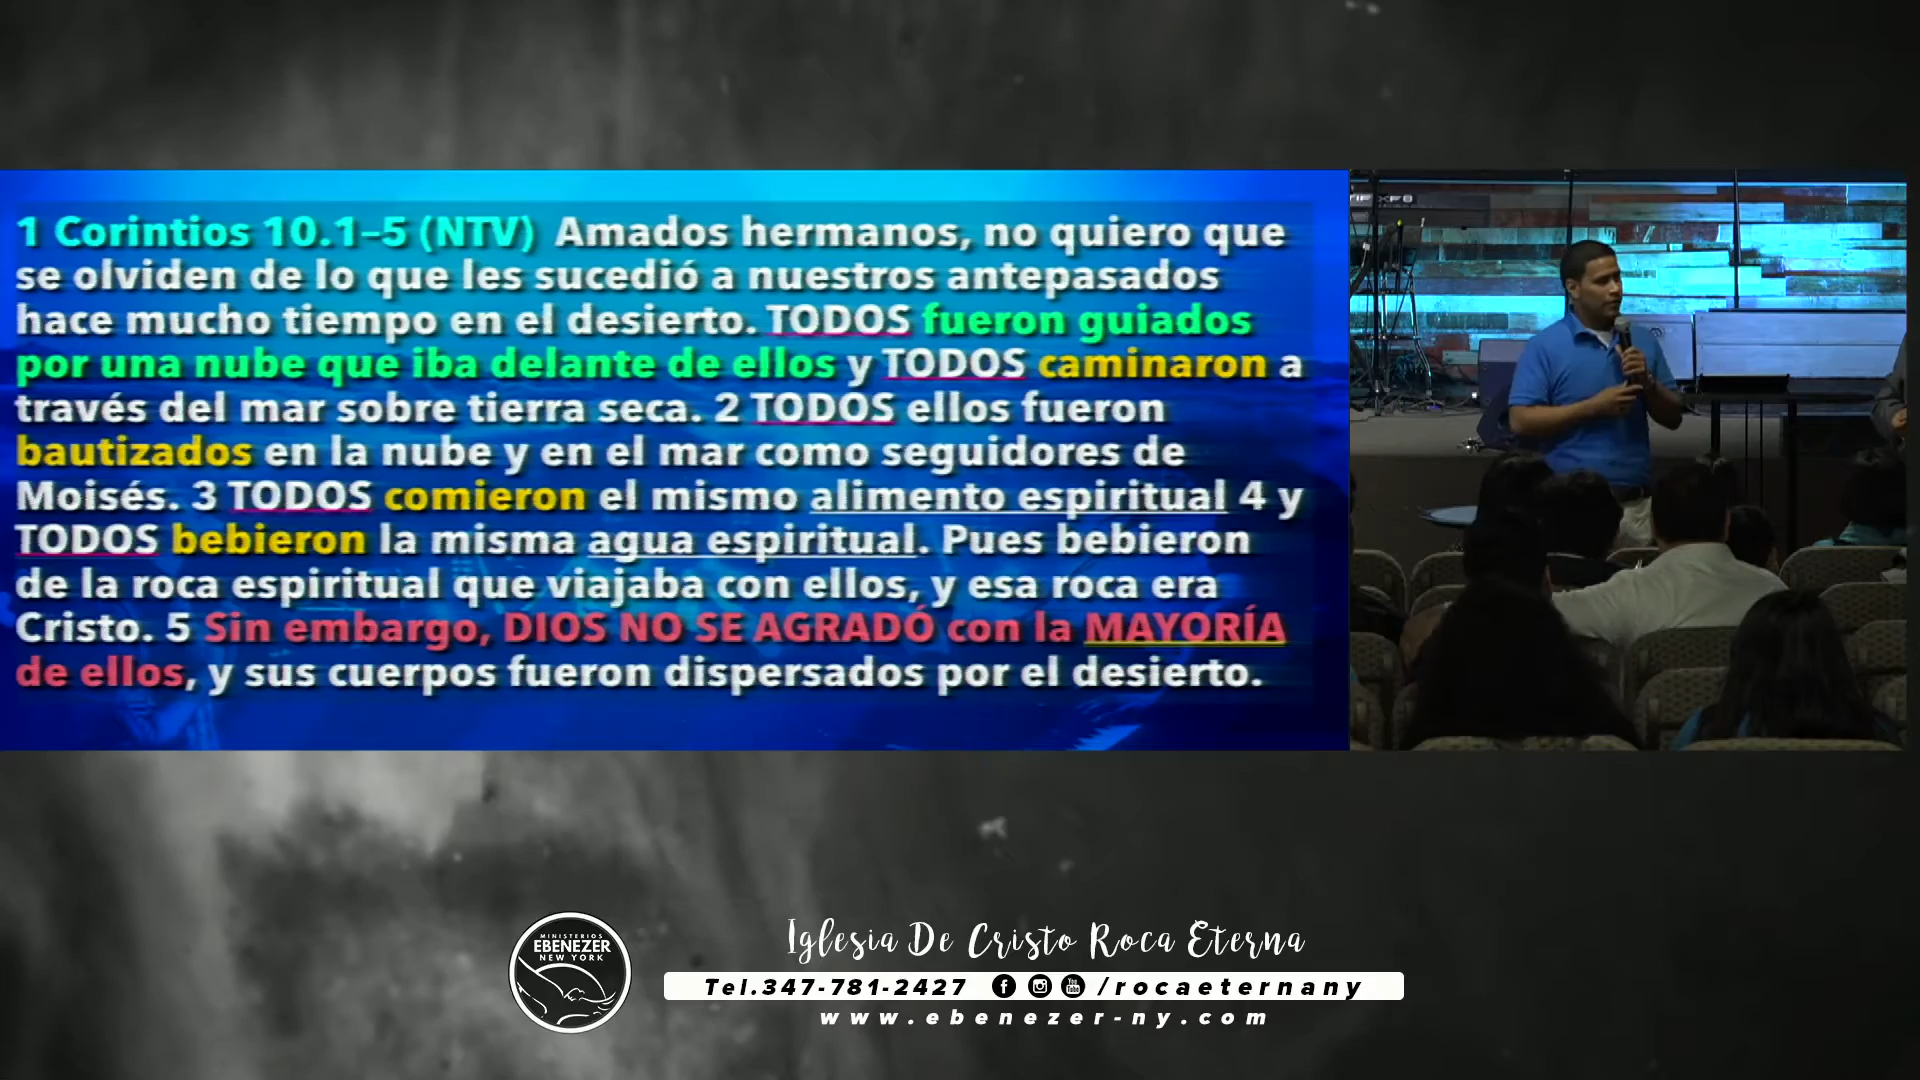 1 Corintios 10.1–5 (NTV) Amados hermanos, no quiero que
se olviden de lo que les sucedió a nuestros antepasados
hace mucho tiempo en el desierto. TODOS fueron guiados
por una nube que iba delante de ellos y TODOS caminaron a
través del mar sobre tierra seca. 2 TODOS ellos fueron
bautizados en la nube y en el mar como seguidores de
Moisés. 3 TODOS comieron el mismo alimento espiritual 4 y
TODOS bebieron la misma agua espiritual. Pues bebieron
de la roca espiritual que viajaba con ellos, y esa roca era
Cristo. 5 Sin embargo, DIOS NO SE AGRADÓ con la MAYORÍA
de ellos, y sus cuerpos fueron dispersados por el desierto.
XF8
MINISTERIOS
EBENEZER
NEW YORK
Iglesia De Cristo Roca Eterna
Tel.347-781-2427 /rocaeternany
www.ebenezer-ny.com